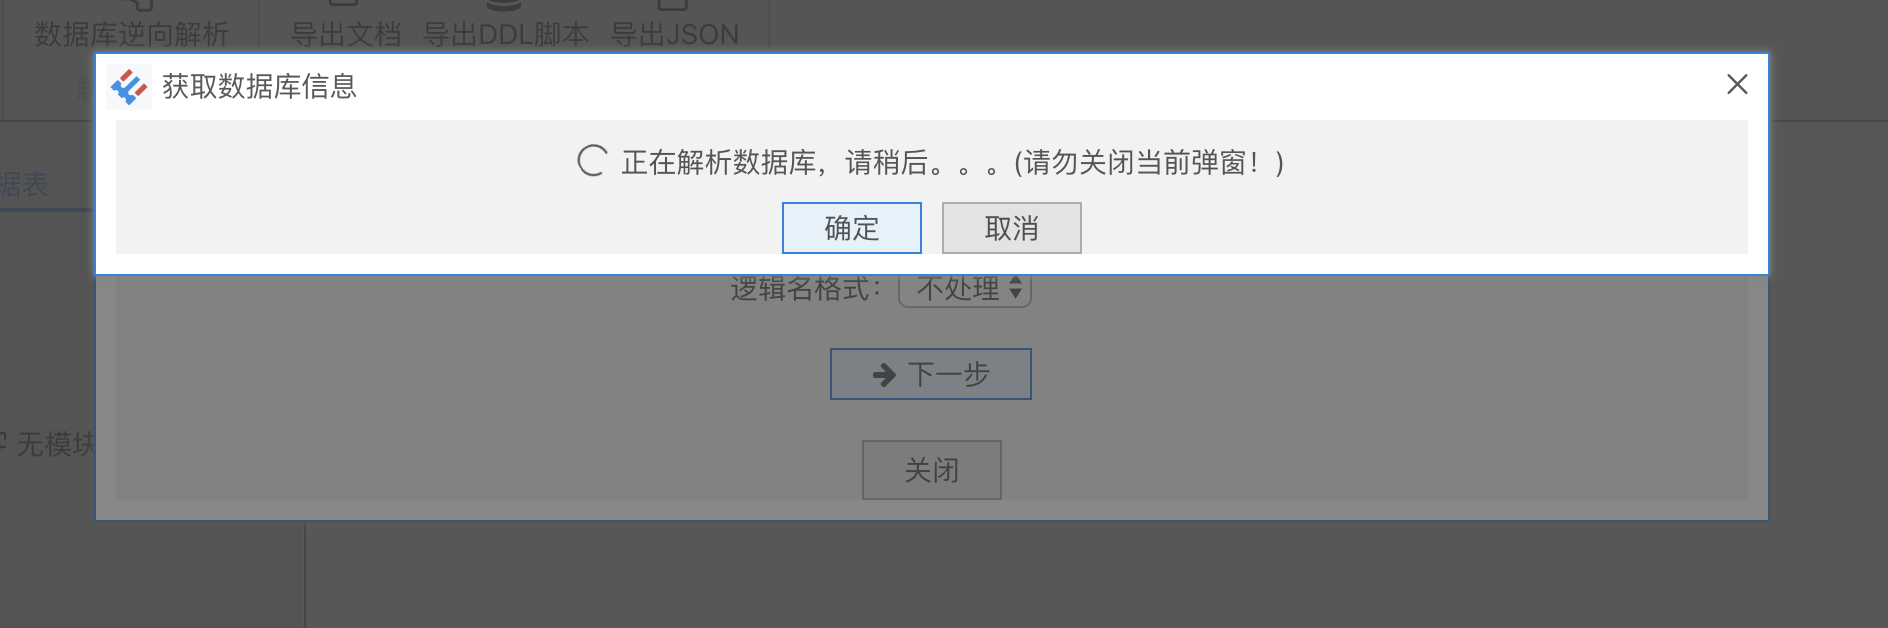 数据库逆向解析 导出文档 导出DDL脚本 导出JSON
获取数据库信息
正在解析数据库，请稍后。。。(请勿关闭当前弹窗！)
据表
确定 取消
逻辑名格式： 不处理
下一步
无模块
关闭